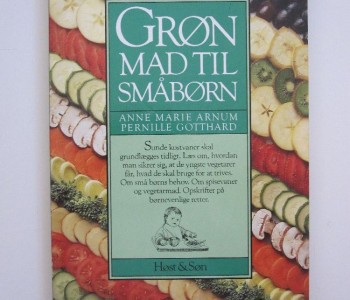 GRØN
MAD TIL
SMÅBØRN
ANNE MARIE ARNUM
PERNILLE GOTTHARD
Sunde kostvaner skal
grundlægges tidligt. Læs om, hvordan
man sikrer sig, at de yngste vegetarer
får, hvad de skal bruge for at trives.
Om små børns behov. Om spisevaner
og vegetarmad. Opskrifter på
børnevenlige retter.
Høst & Søn